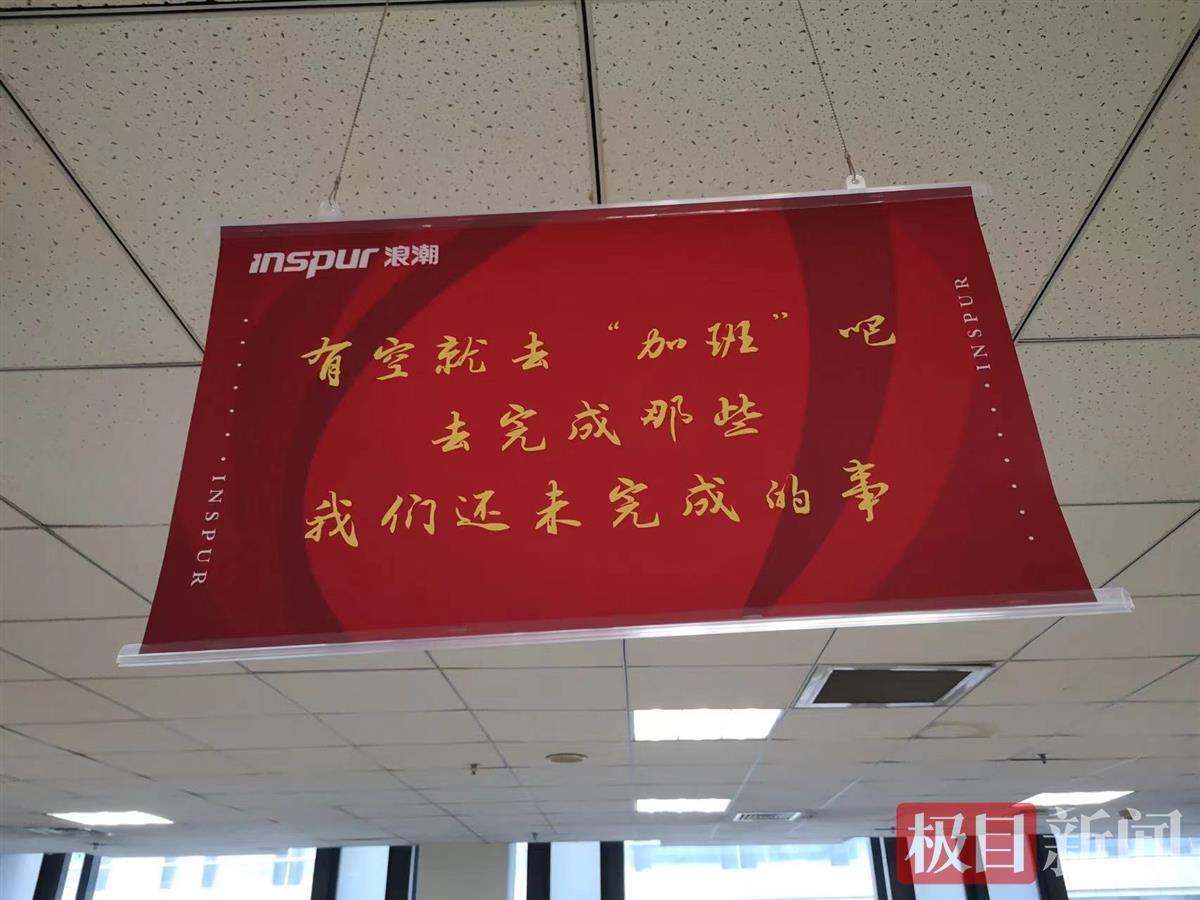 inspur 浪潮
有空就去“加班”吧
去完成那些
我们还未完成的事
INSPUR
INSPUR
极目新闻